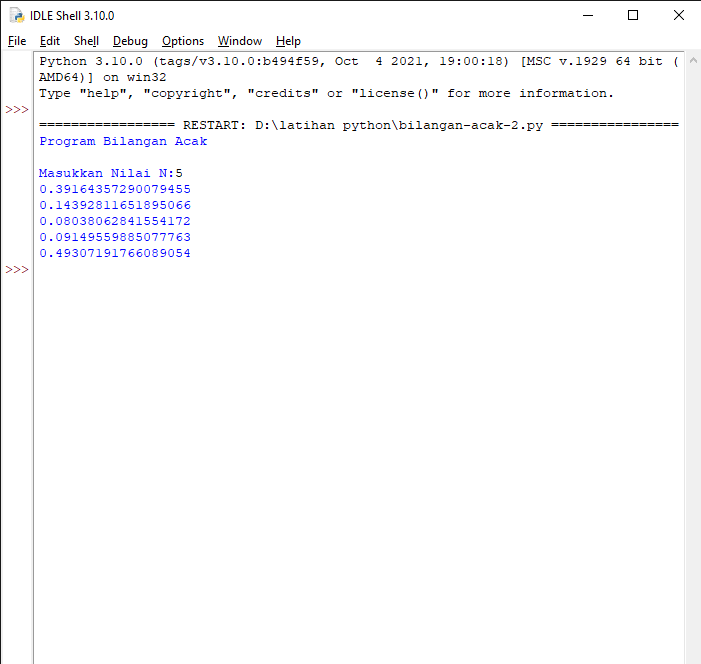 IDLE Shell 3.10.0
File Edit Shell Debug Options Window Help
Python 3.10.0 (tags/v3.10.0:b494f59, Oct  4 2021, 19:00:18) [MSC v.1929 64 bit (
AMD64)] on win32
Type "help", "copyright", "credits" or "license()" for more information.
>>>
================= RESTART: D:\latihan python\bilangan-acak-2.py ================
Program Bilangan Acak
Masukkan Nilai N:5
0.39164357290079455
0.14392811651895066
0.08038062841554172
0.09149559885077763
0.49307191766089054
>>>